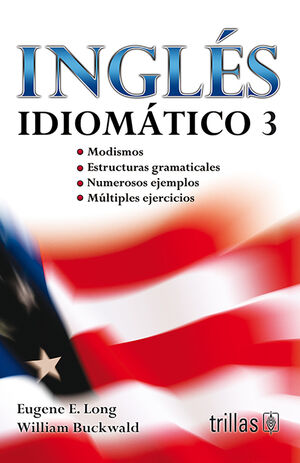 INGLÉS
IDIOMÁTICO 3
• Modismos
• Estructuras gramaticales
• Numerosos ejemplos
• Múltiples ejercicios
Eugene E. Long
William Buckwald
trillas